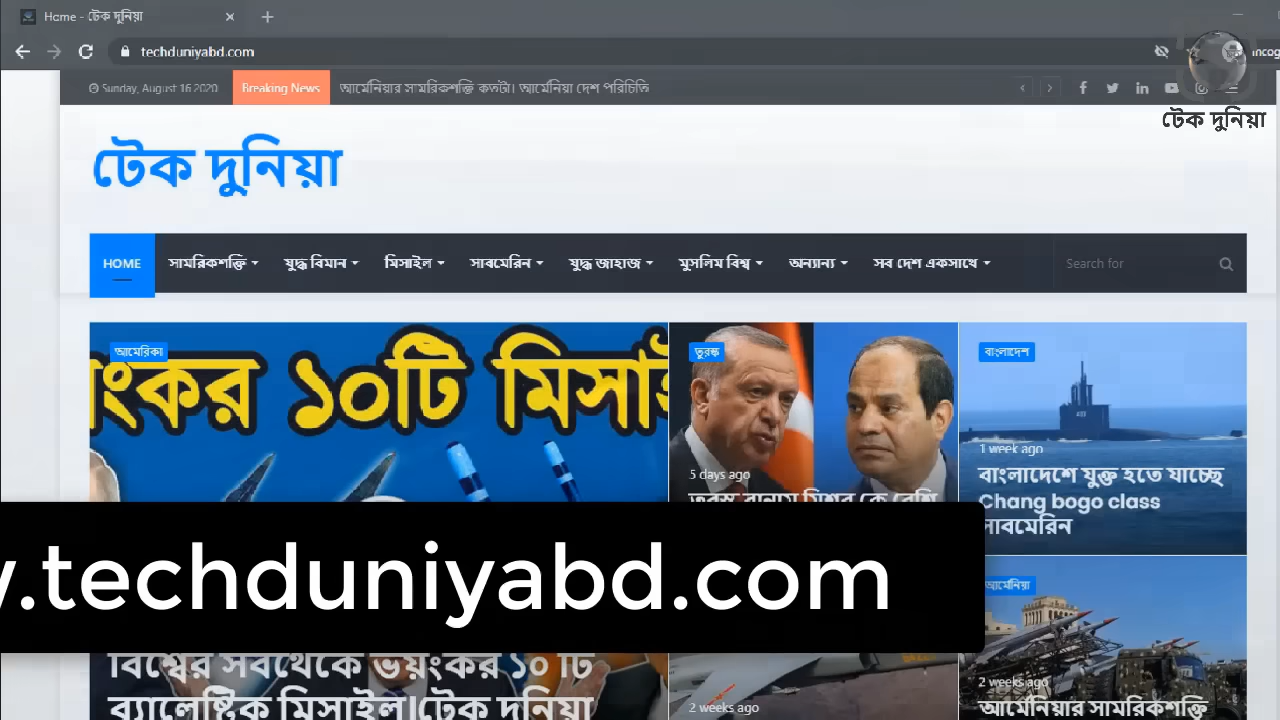 Home - টেক দুনিয়া
techduniyabd.com
Sunday, August 16 2020
Breaking News
আর্মেনিয়ার সামরিকশক্তি কতটা। আর্মেনিয়া দেশ পরিচিতি
টেক দুনিয়া
টেক দুনিয়া
HOME
সামরিকশক্তি
যুদ্ধ বিমান
মিসাইল
সাবমেরিন
যুদ্ধ জাহাজ
মুসলিম বিশ্ব
অন্যান্য
সব দেশ একসাথে
Search for
আমেরিকা
ংকর ১০টি মিসাই
তুরস্ক
5 days ago
বাংলাদেশ
1 week ago
বাংলাদেশে যুক্ত হতে যাচ্ছে
Chang bogo class
সাবমেরিন
.techduniyabd.com
বিশ্বের সবথেকে ভয়ংকর ১০ টি
ব্যালেষ্টিক মিসাইল।টেক দুনিয়া
2 weeks ago
আর্মেনিয়া
2 weeks ago
আর্মেনিয়ার সামরিকশক্তি